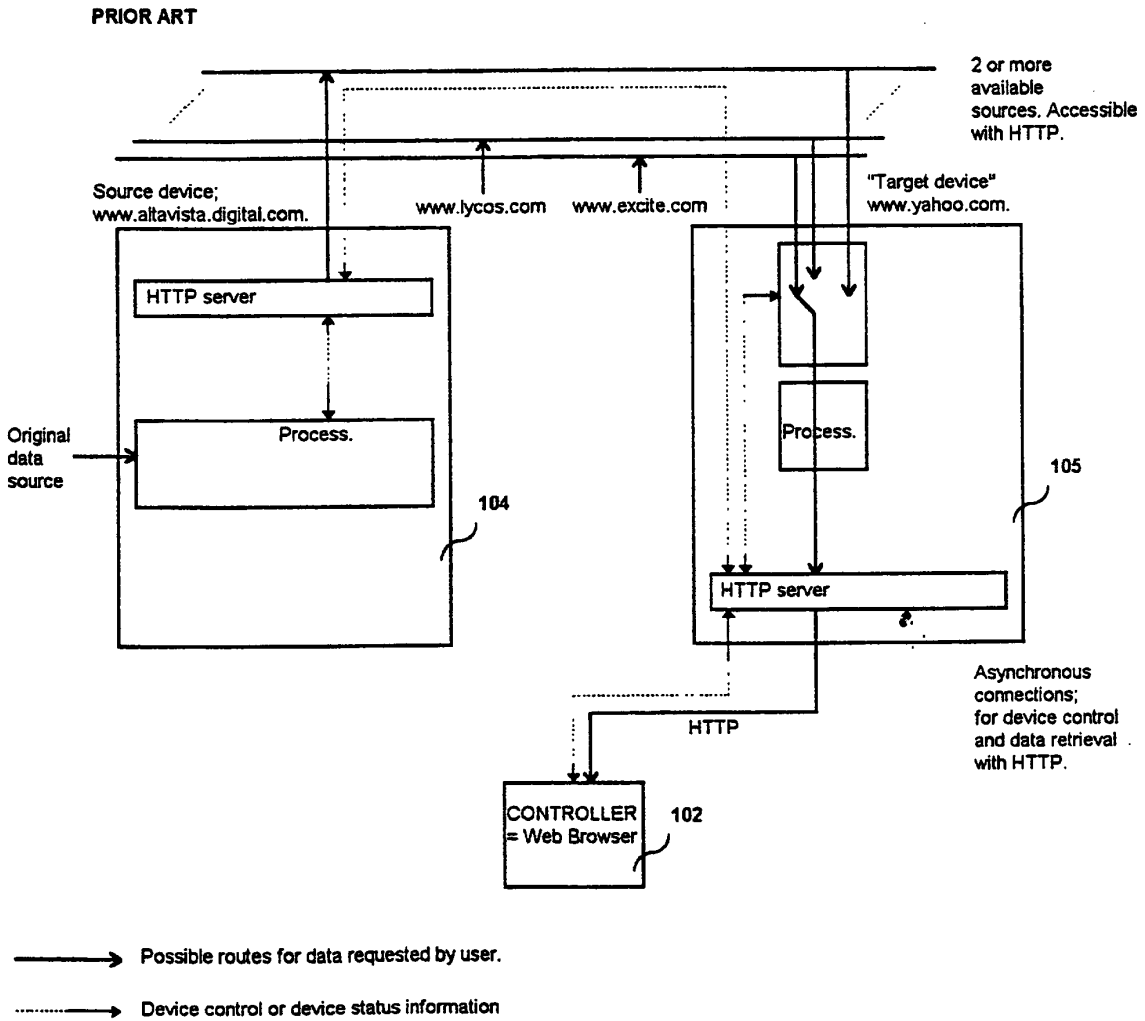 PRIOR ART
2 or more
available
sources. Accessible
with HTTP.
Source device;
www.altavista.digital.com.
www.lycos.com
www.excite.com
"Target device"
www.yahoo.com.
HTTP server
Process.
Original
data
source
104
Process.
105
HTTP server
Asynchronous
connections;
for device control
and data retrieval
with HTTP.
HTTP
CONTROLLER
= Web Browser
102
Possible routes for data requested by user.
Device control or device status information